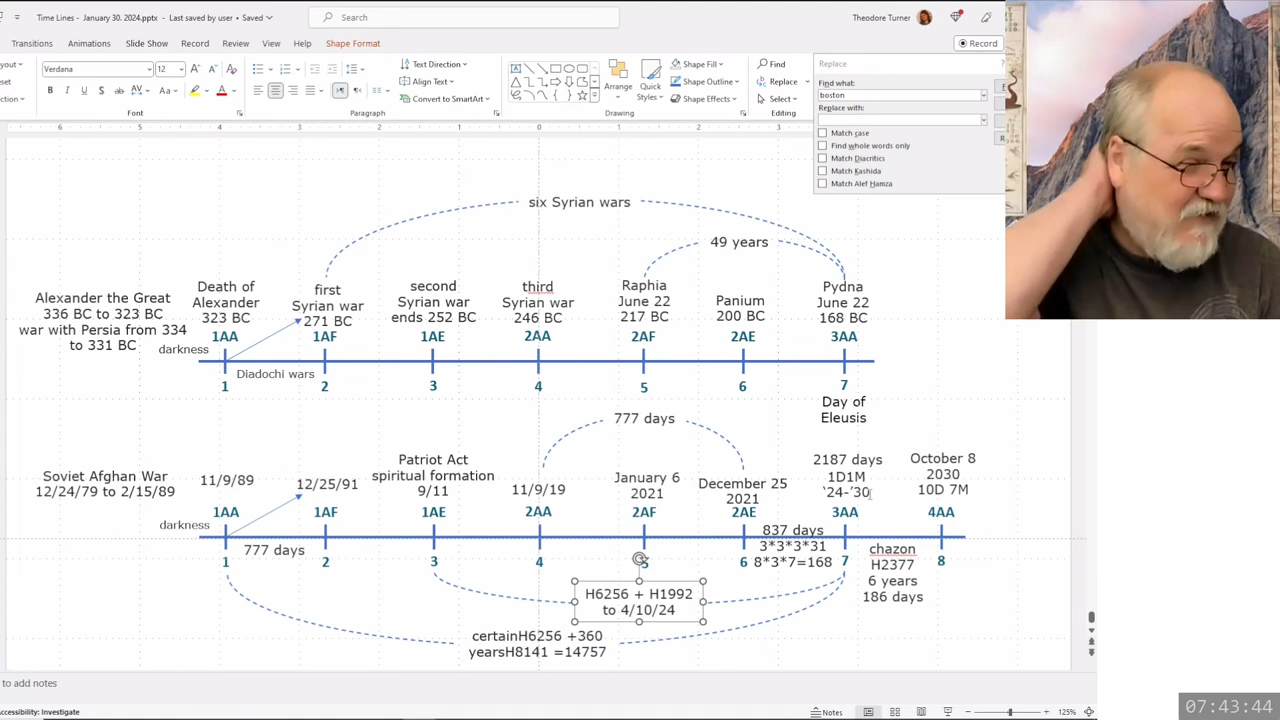 Time Lines - January 30. 2024.pptx • Last saved by user • Saved
Search
Theodore Turner
Transitions
Animations
Slide Show
Record
Review
View
Help
Shape Format
Record
Verdana
12
Text Direction
Align Text
Convert to SmartArt
Arrange
Quick
Styles
Shape Fill
Shape Outline
Shape Effects
Find
Replace
Select
Font
Paragraph
Drawing
Editing
Replace
Find what:
boston
Replace with:
Match case
Find whole words only
Match Diacritics
Match Kashida
Match Alef Hamza
six Syrian wars
49 years
Alexander the Great
336 BC to 323 BC
war with Persia from 334
to 331 BC
Death of
Alexander
323 BC
first
Syrian war
271 BC
second
Syrian war
ends 252 BC
third
Syrian war
246 BC
Raphia
June 22
217 BC
Panium
200 BC
Pydna
June 22
168 BC
darkness
1AA
1AF
1AE
2AA
2AF
2AE
3AA
Diadochi wars
1
2
3
4
5
6
7
Day of
Eleusis
777 days
Soviet Afghan War
12/24/79 to 2/15/89
11/9/89
12/25/91
Patriot Act
spiritual formation
9/11
11/9/19
January 6
2021
December 25
2021
2187 days
1D1M
'24-'30
October 8
2030
10D 7M
darkness
1AA
1AF
1AE
2AA
2AF
2AE
3AA
4AA
777 days
837 days
3*3*3*31
8*3*7=168
1
2
3
4
6
7
8
chazon
H2377
6 years
186 days
H6256 + H1992
to 4/10/24
certainH6256 +360
yearsH8141 =14757
to add notes
Accessibility: Investigate
Notes
125%
07:43:44